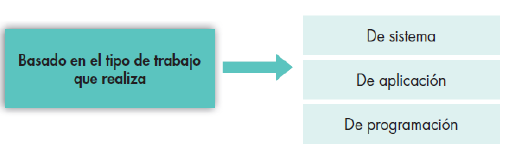 Basado en el tipo de trabajo
que realiza
De sistema
De aplicación
De programación